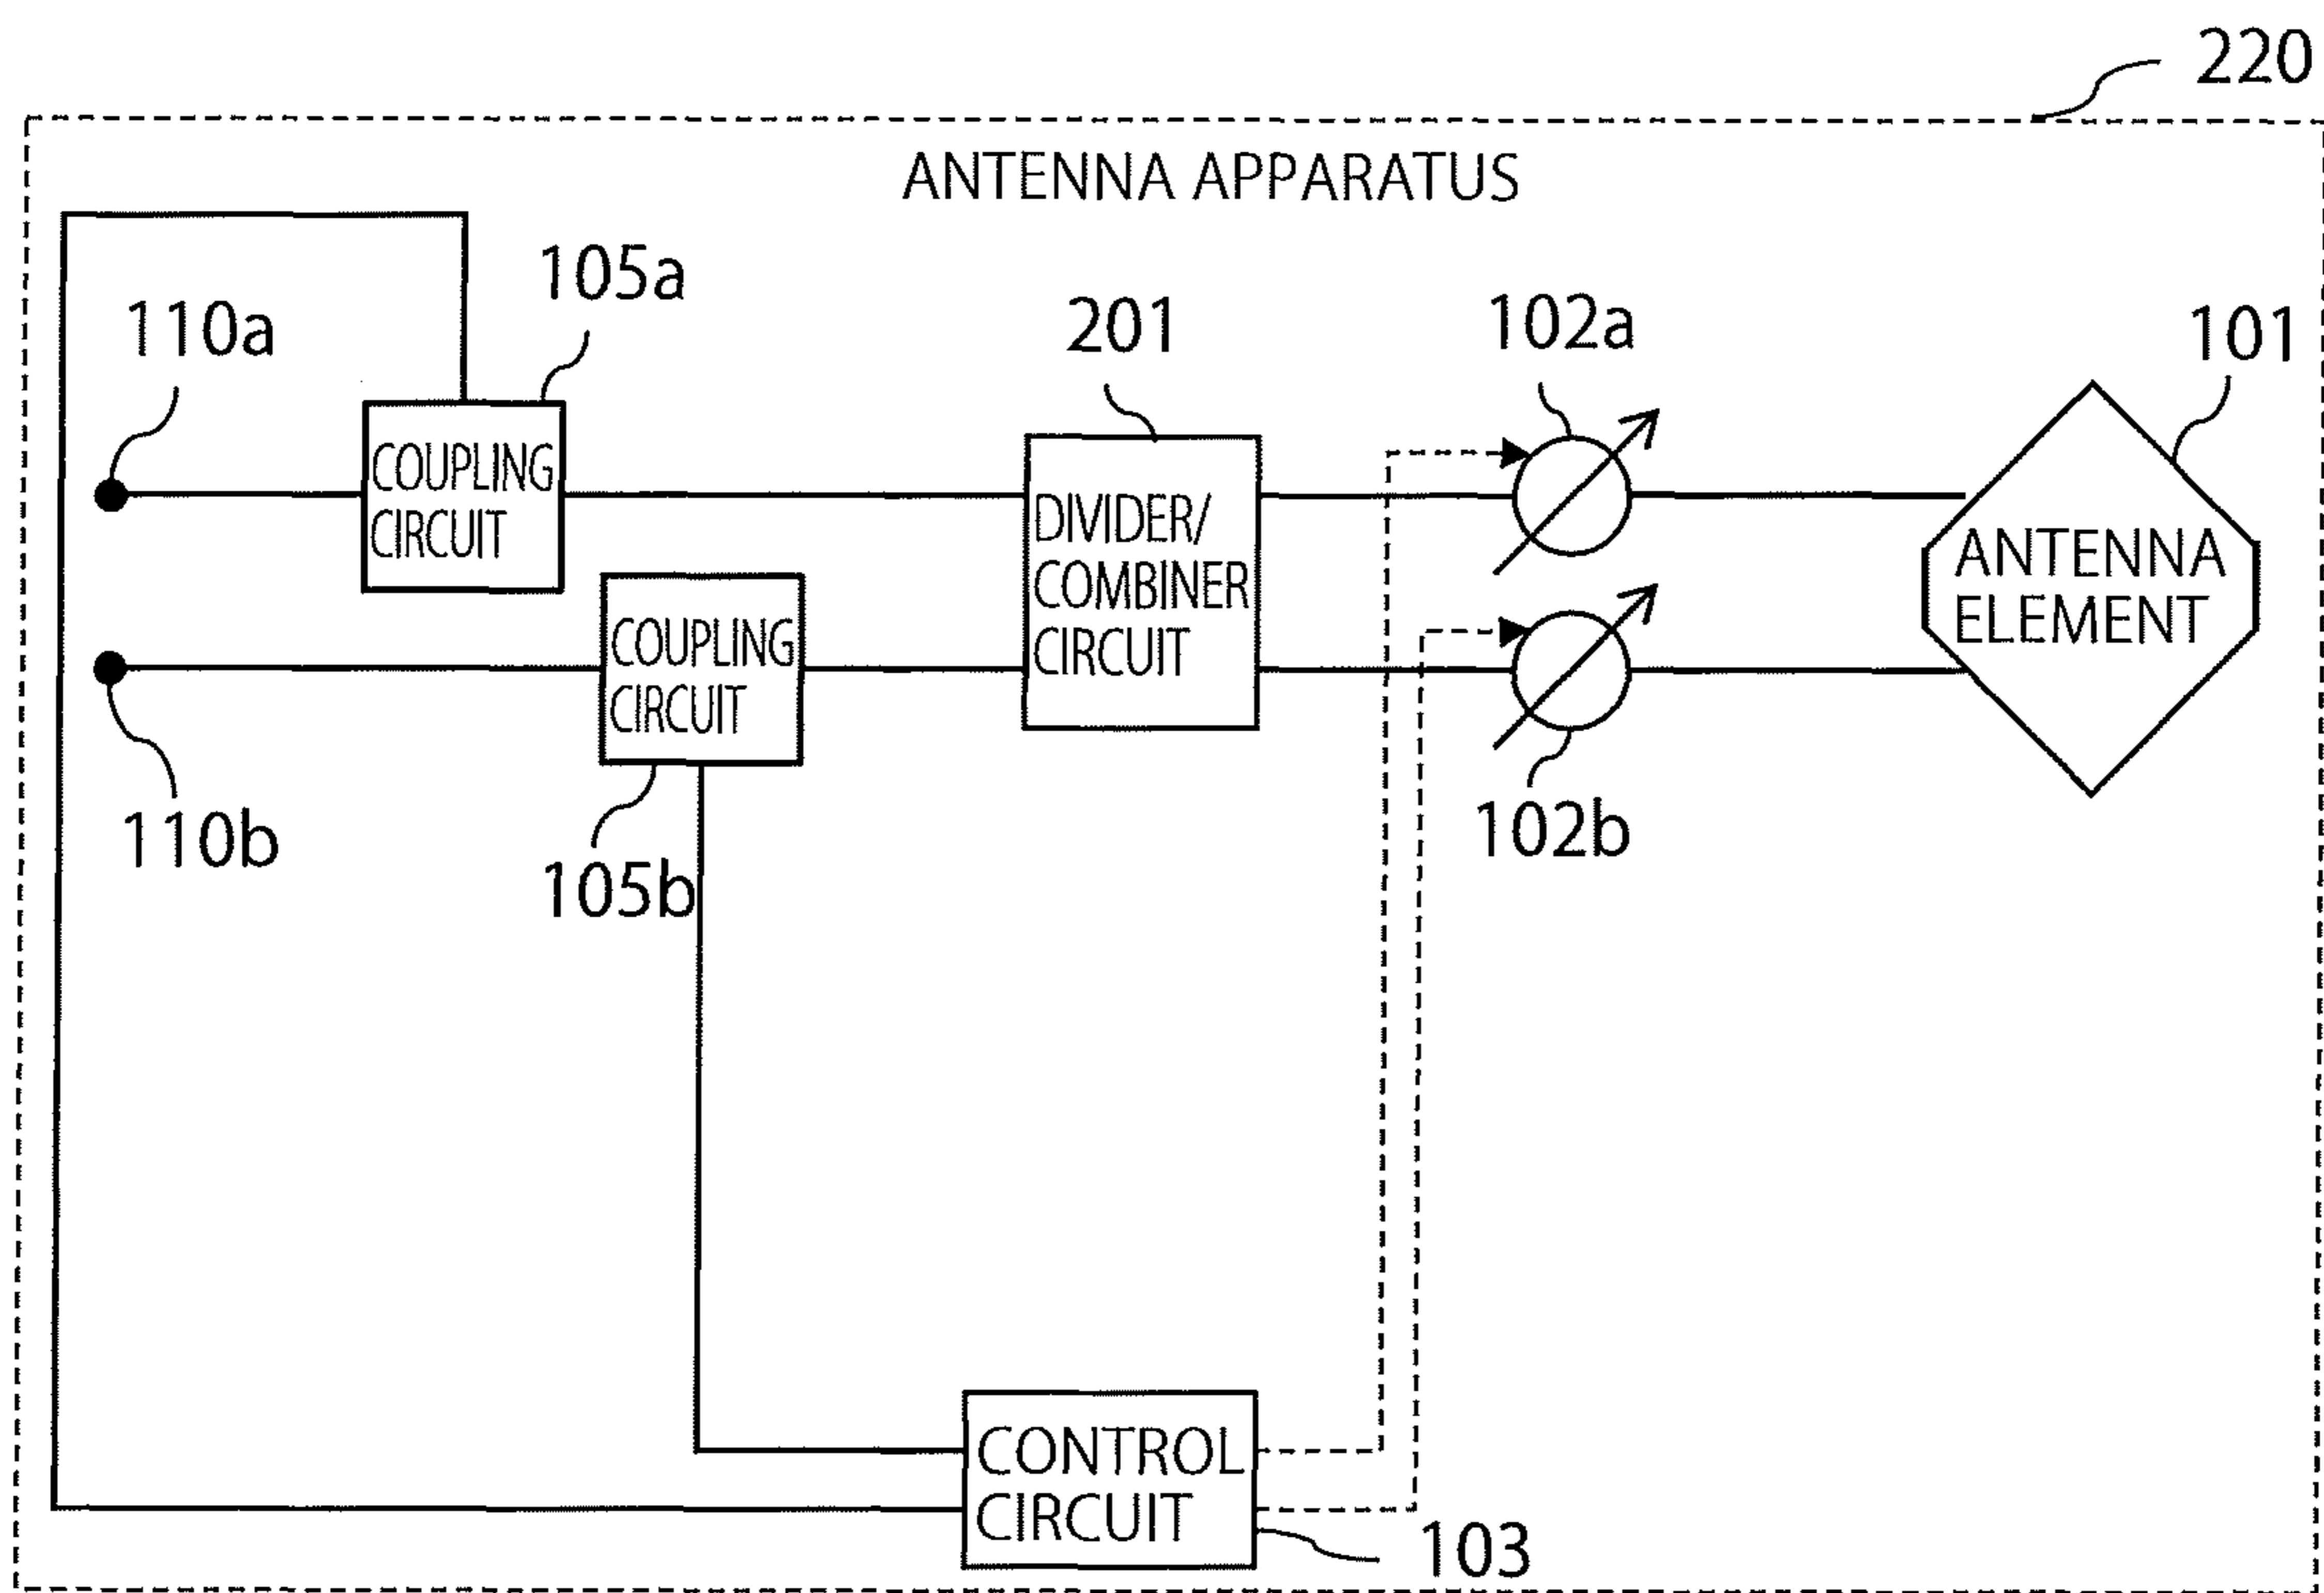 220
ANTENNA APPARATUS
105a
110a
201
102a
101
COUPLING
CIRCUIT
DIVIDER/
COMBINER
CIRCUIT
ANTENNA
ELEMENT
COUPLING
CIRCUIT
110b
105b
102b
CONTROL
CIRCUIT
103